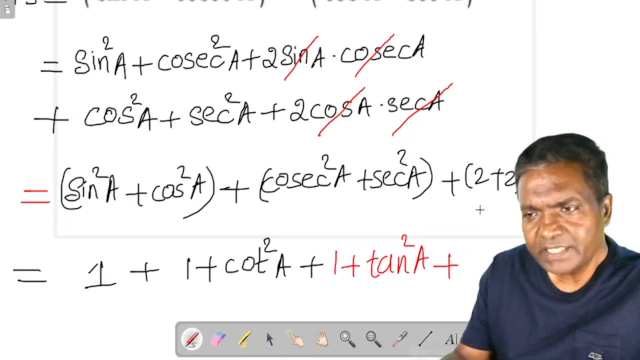 = sin²A + cosec²A + 2sinA · cosecA
+ cos²A + sec²A + 2cosA · secA
= (sin²A + cos²A) + (cosec²A + sec²A) + (2+2
= 1 + 1 + cot²A + 1 + tan²A +
A